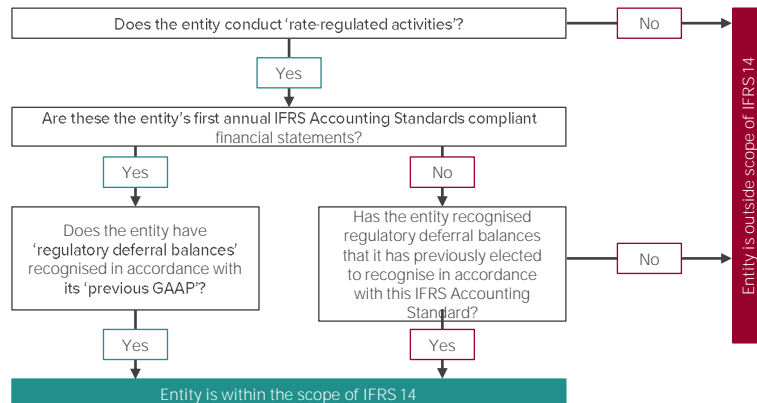 Does the entity conduct ‘rate-regulated activities’?
No
Yes
Are these the entity’s first annual IFRS Accounting Standards compliant
financial statements?
Yes
No
Does the entity have
‘regulatory deferral balances’
recognised in accordance with
its ‘previous GAAP’?
Has the entity recognised
regulatory deferral balances
that it has previously elected
to recognise in accordance
with this IFRS Accounting
Standard?
No
Yes
Yes
Entity is within the scope of IFRS 14
Entity is outside scope of IFRS 14